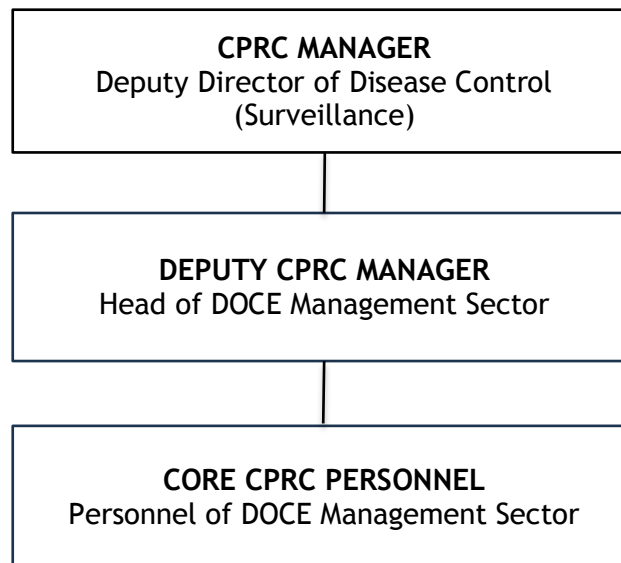 CPRC MANAGER
Deputy Director of Disease Control
(Surveillance)
DEPUTY CPRC MANAGER
Head of DOCE Management Sector
CORE CPRC PERSONNEL
Personnel of DOCE Management Sector